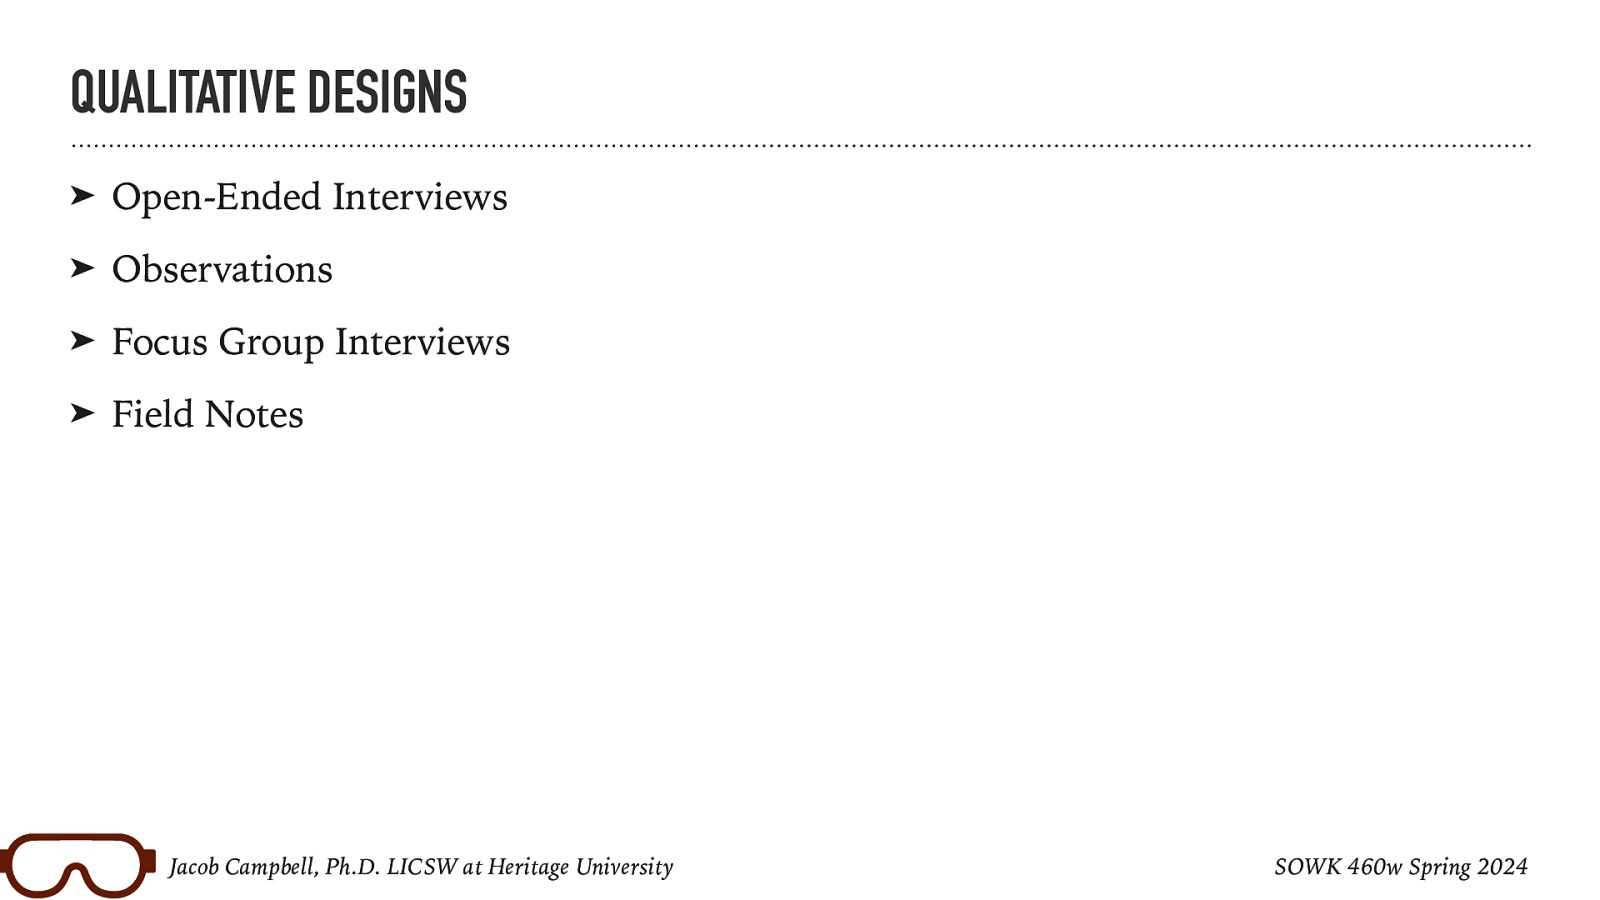 QUALITATIVE DESIGNS
➤ Open-Ended Interviews
➤ Observations
➤ Focus Group Interviews
➤ Field Notes
Jacob Campbell, Ph.D. LICSW at Heritage University
SOWK 460w Spring 2024